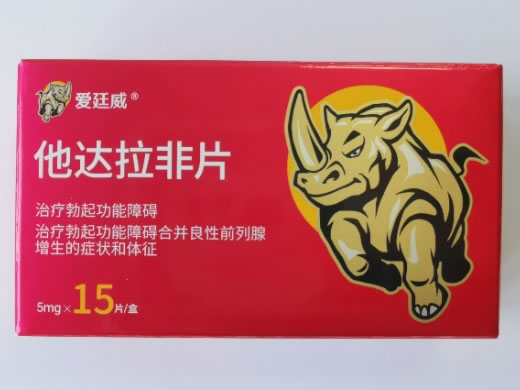 爱廷威®
他达拉非片
治疗勃起功能障碍
治疗勃起功能障碍合并良性前列腺
增生的症状和体征
5mg×15片/盒